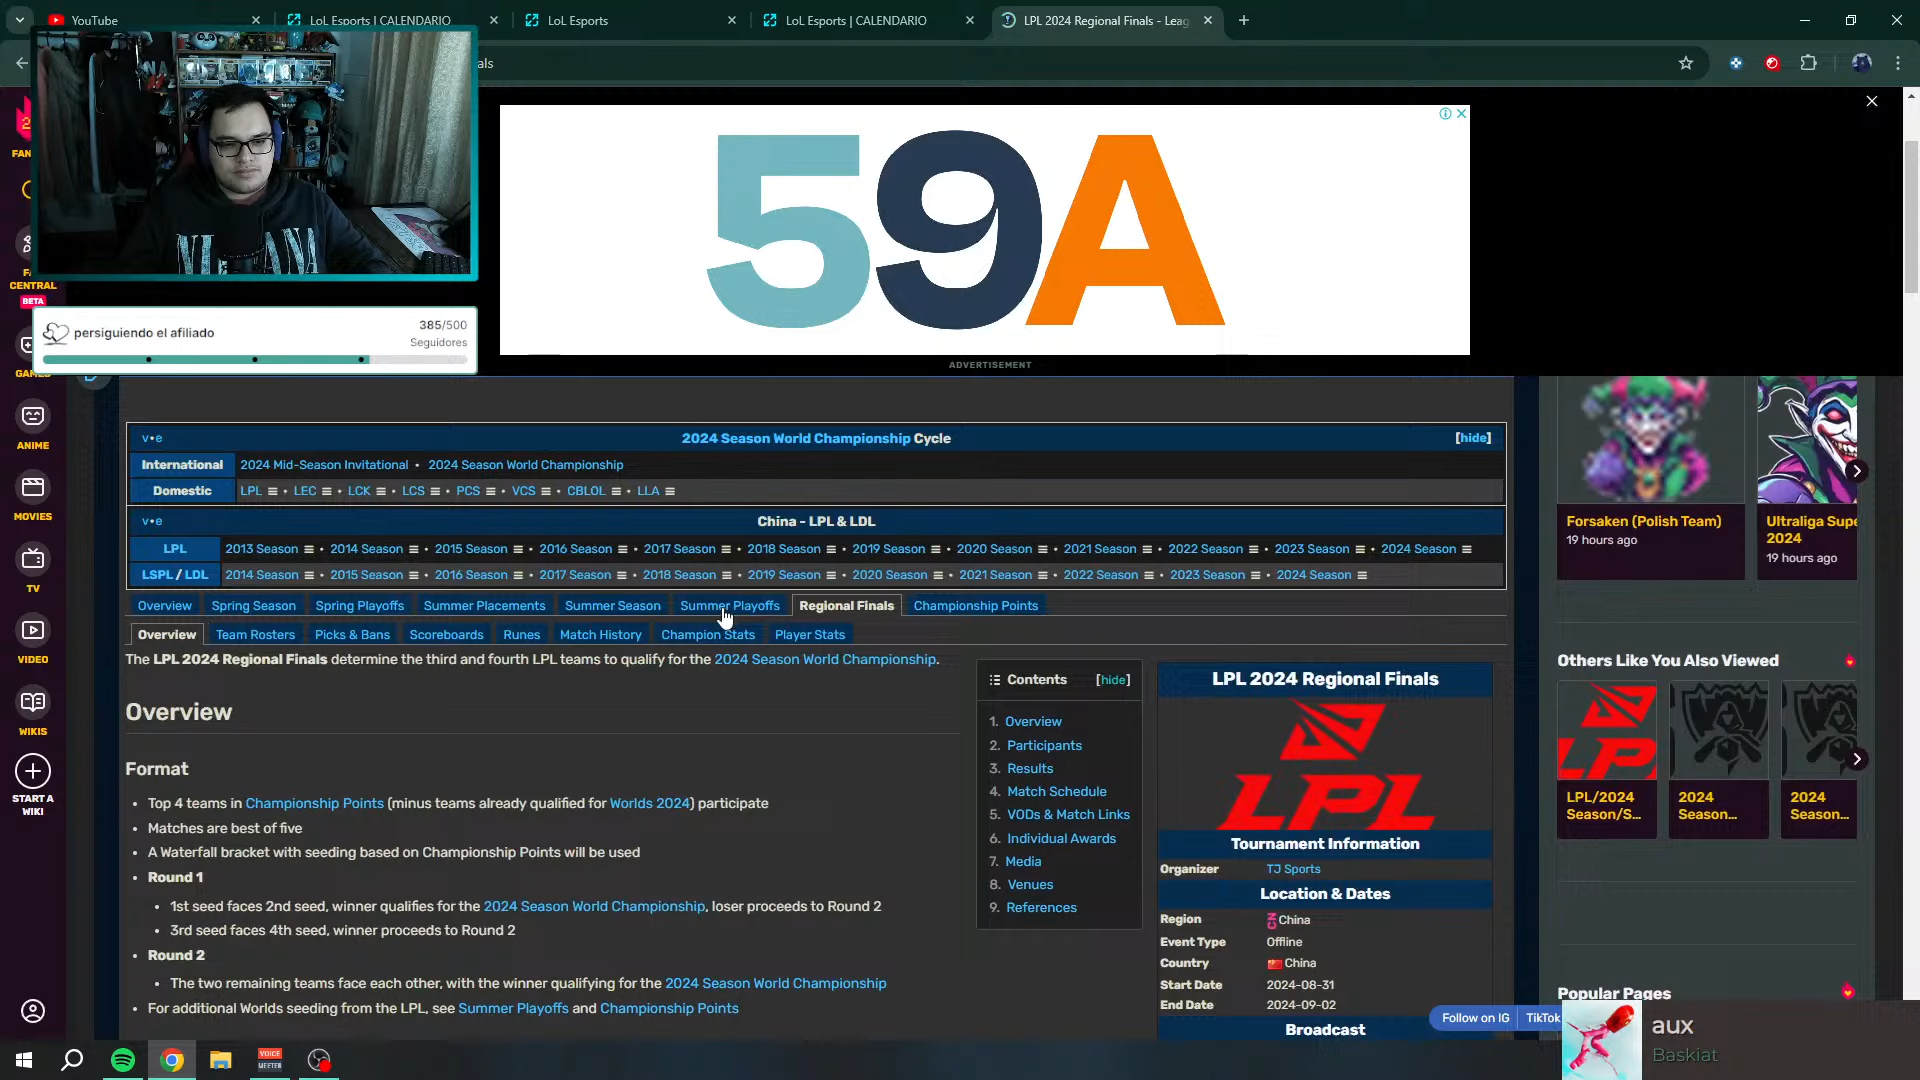 YouTube
LoL Esports | CALENDARIO
LoL Esports
LoL Esports | CALENDARIO
LPL 2024 Regional Finals - Leag
als
59A
ADVERTISEMENT
persiguiendo el afiliado
385/500
Seguidores
FAN
CENTRAL
BETA
GAM
ANIME
MOVIES
TV
VIDEO
WIKIS
START A
WIKI
v•e
2024 Season World Championship Cycle
[hide]
International
2024 Mid-Season Invitational • 2024 Season World Championship
Domestic
LPL • LEC • LCK • LCS • PCS • VCS • CBLOL • LLA
v•e
China - LPL & LDL
LPL
2013 Season • 2014 Season • 2015 Season • 2016 Season • 2017 Season • 2018 Season • 2019 Season • 2020 Season • 2021 Season • 2022 Season • 2023 Season • 2024 Season
LSPL / LDL
2014 Season • 2015 Season • 2016 Season • 2017 Season • 2018 Season • 2019 Season • 2020 Season • 2021 Season • 2022 Season • 2023 Season • 2024 Season
Overview Spring Season Spring Playoffs Summer Placements Summer Season Summer Playoffs Regional Finals Championship Points
Overview Team Rosters Picks & Bans Scoreboards Runes Match History Champion Stats Player Stats
The LPL 2024 Regional Finals determine the third and fourth LPL teams to qualify for the 2024 Season World Championship.
Overview
Format
• Top 4 teams in Championship Points (minus teams already qualified for Worlds 2024) participate
• Matches are best of five
• A Waterfall bracket with seeding based on Championship Points will be used
• Round 1
• 1st seed faces 2nd seed, winner qualifies for the 2024 Season World Championship, loser proceeds to Round 2
• 3rd seed faces 4th seed, winner proceeds to Round 2
• Round 2
• The two remaining teams face each other, with the winner qualifying for the 2024 Season World Championship
• For additional Worlds seeding from the LPL, see Summer Playoffs and Championship Points
Contents [hide]
1. Overview
2. Participants
3. Results
4. Match Schedule
5. VODs & Match Links
6. Individual Awards
7. Media
8. Venues
9. References
LPL 2024 Regional Finals
LPL
Tournament Information
Organizer TJ Sports
Location & Dates
Region CN China
Event Type Offline
Country China
Start Date 2024-08-31
End Date 2024-09-02
Broadcast
Forsaken (Polish Team)
19 hours ago
Ultraliga Supe
2024
19 hours ago
Others Like You Also Viewed
LPL
LPL/2024
Season/S...
2024
Season...
2024
Season...
Popular Pages
Follow on IG
TikTok
aux
Baskiat
VOICE
MEETER